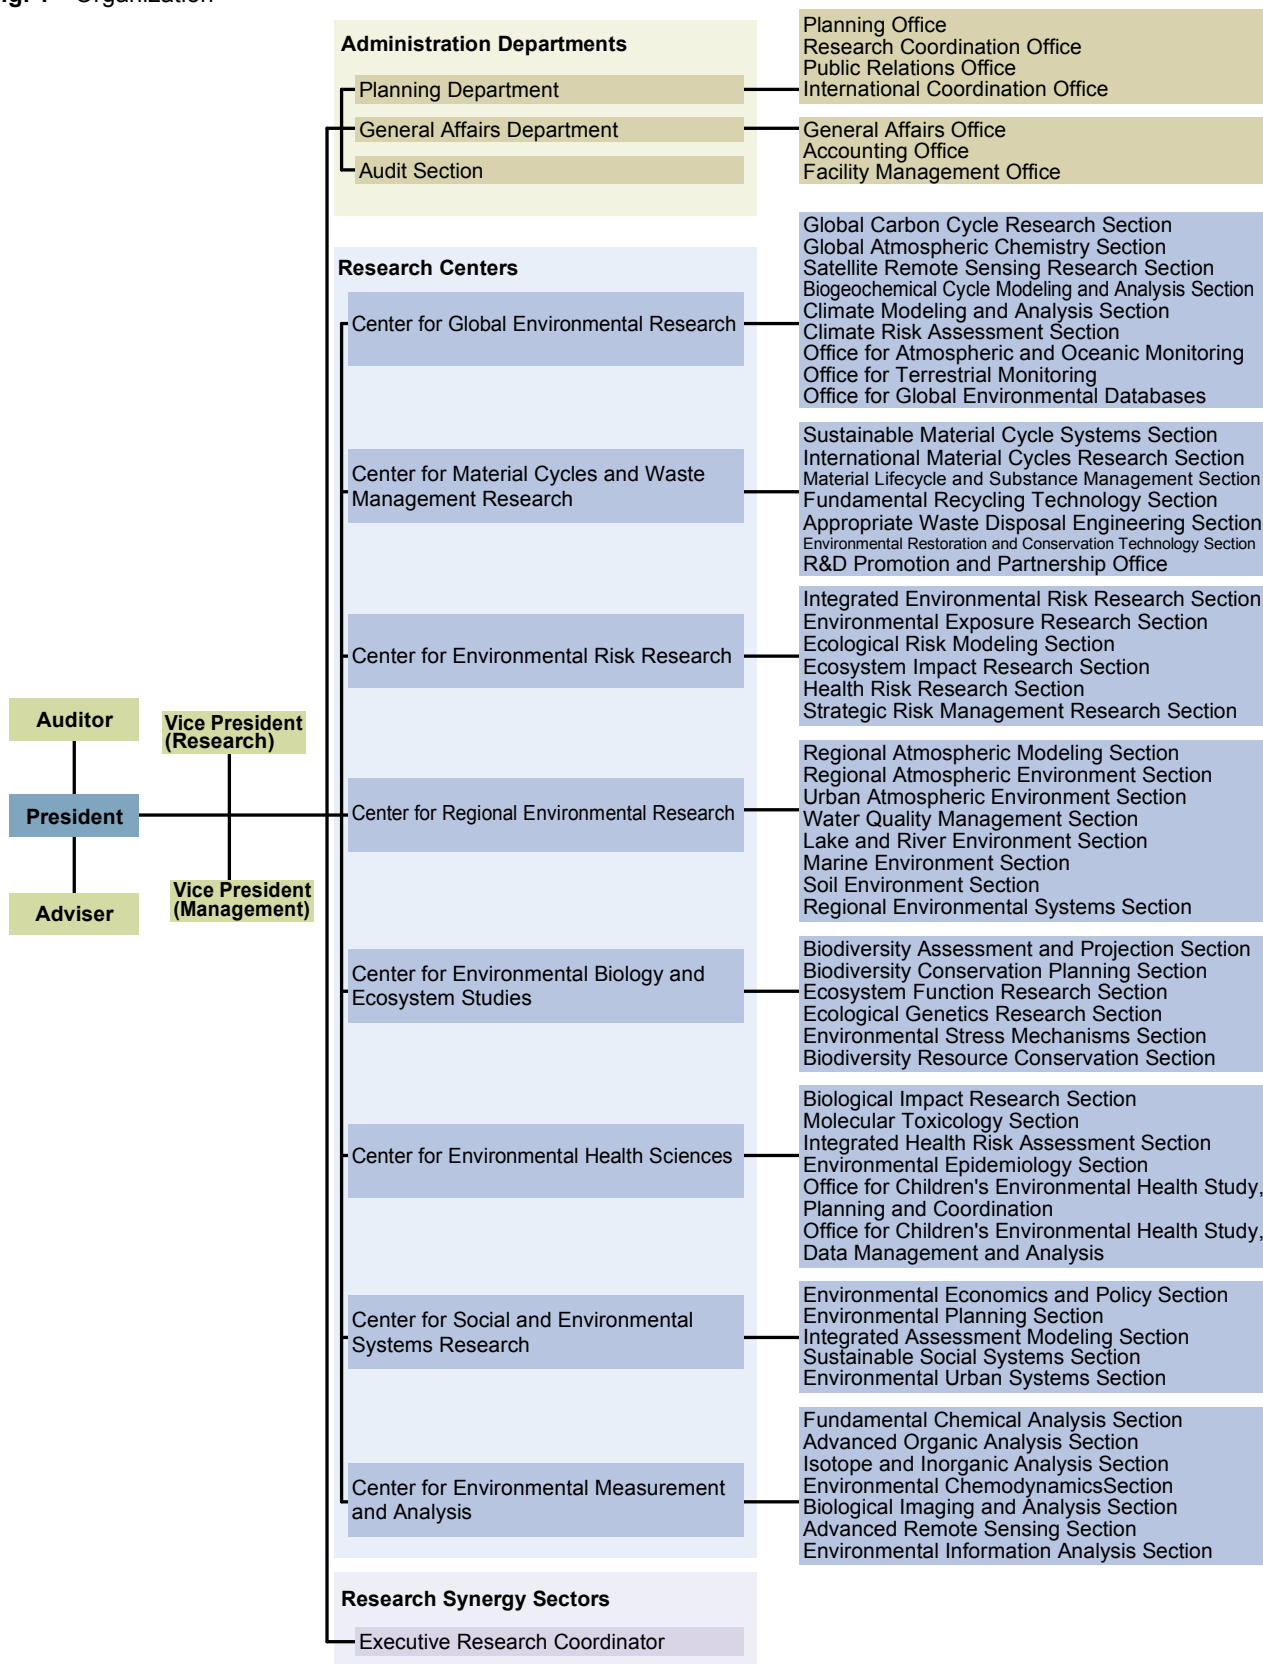 Organization
Administration Departments
Planning Department
General Affairs Department
Audit Section
Planning Office
Research Coordination Office
Public Relations Office
International Coordination Office
General Affairs Office
Accounting Office
Facility Management Office
Research Centers
Center for Global Environmental Research
Global Carbon Cycle Research Section
Global Atmospheric Chemistry Section
Satellite Remote Sensing Research Section
Biogeochemical Cycle Modeling and Analysis Section
Climate Modeling and Analysis Section
Climate Risk Assessment Section
Office for Atmospheric and Oceanic Monitoring
Office for Terrestrial Monitoring
Office for Global Environmental Databases
Center for Material Cycles and Waste
Management Research
Sustainable Material Cycle Systems Section
International Material Cycles Research Section
Material Lifecycle and Substance Management Section
Fundamental Recycling Technology Section
Appropriate Waste Disposal Engineering Section
Environmental Restoration and Conservation Technology Section
R&D Promotion and Partnership Office
Center for Environmental Risk Research
Integrated Environmental Risk Research Section
Environmental Exposure Research Section
Ecological Risk Modeling Section
Ecosystem Impact Research Section
Health Risk Research Section
Strategic Risk Management Research Section
Auditor
President
Adviser
Vice President
(Research)
Vice President
(Management)
Center for Regional Environmental Research
Regional Atmospheric Modeling Section
Regional Atmospheric Environment Section
Urban Atmospheric Environment Section
Water Quality Management Section
Lake and River Environment Section
Marine Environment Section
Soil Environment Section
Regional Environmental Systems Section
Center for Environmental Biology and
Ecosystem Studies
Biodiversity Assessment and Projection Section
Biodiversity Conservation Planning Section
Ecosystem Function Research Section
Ecological Genetics Research Section
Environmental Stress Mechanisms Section
Biodiversity Resource Conservation Section
Center for Environmental Health Sciences
Biological Impact Research Section
Molecular Toxicology Section
Integrated Health Risk Assessment Section
Environmental Epidemiology Section
Office for Children's Environmental Health Study,
Planning and Coordination
Office for Children's Environmental Health Study,
Data Management and Analysis
Center for Social and Environmental
Systems Research
Environmental Economics and Policy Section
Environmental Planning Section
Integrated Assessment Modeling Section
Sustainable Social Systems Section
Environmental Urban Systems Section
Center for Environmental Measurement
and Analysis
Fundamental Chemical Analysis Section
Advanced Organic Analysis Section
Isotope and Inorganic Analysis Section
Environmental ChemodynamicsSection
Biological Imaging and Analysis Section
Advanced Remote Sensing Section
Environmental Information Analysis Section
Research Synergy Sectors
Executive Research Coordinator